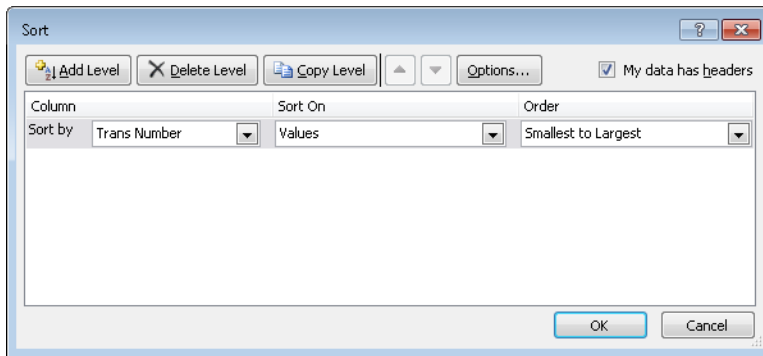 Sort
Add Level Delete Level Copy Level Options... My data has headers
Column Sort On Order
Sort by Trans Number Values Smallest to Largest
OK Cancel